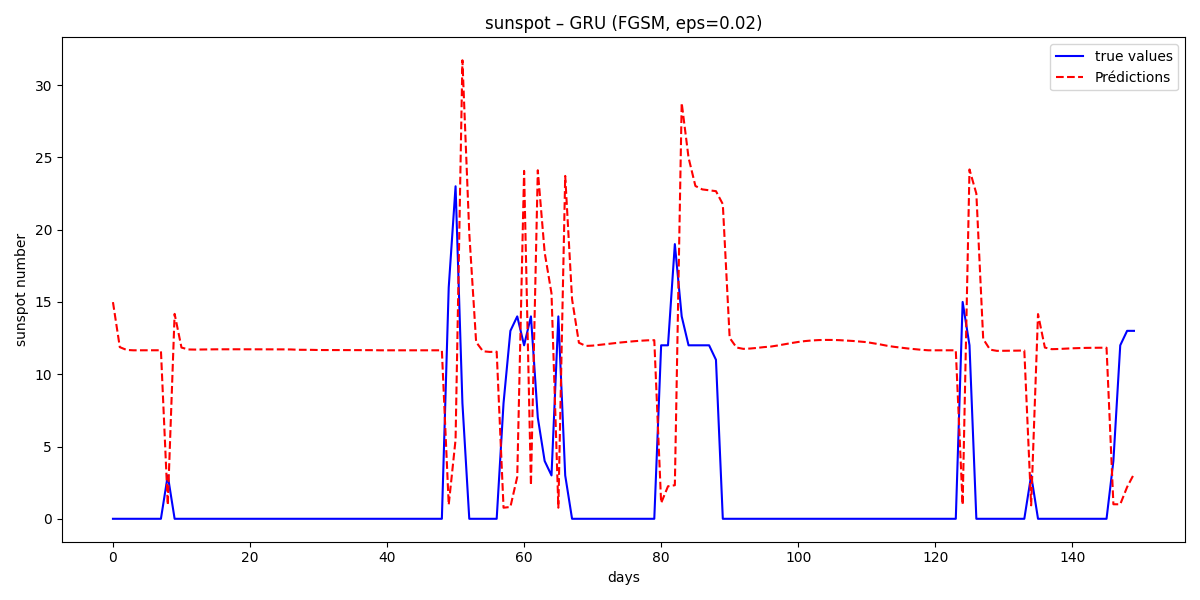 sunspot – GRU (FGSM, eps=0.02)
true values
Prédictions
sunspot number
30
25
20
15
10
5
0
0 20 40 60 80 100 120 140
days